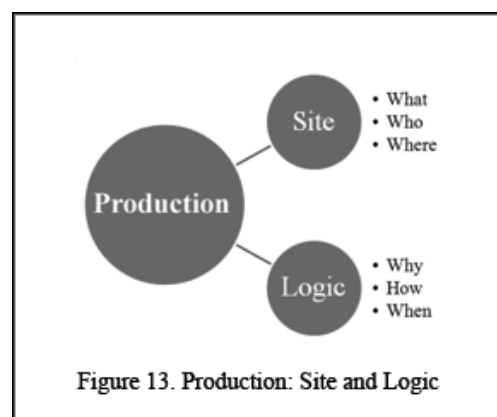 Production
Site
• What
• Who
• Where
Logic
• Why
• How
• When
Figure 13. Production: Site and Logic